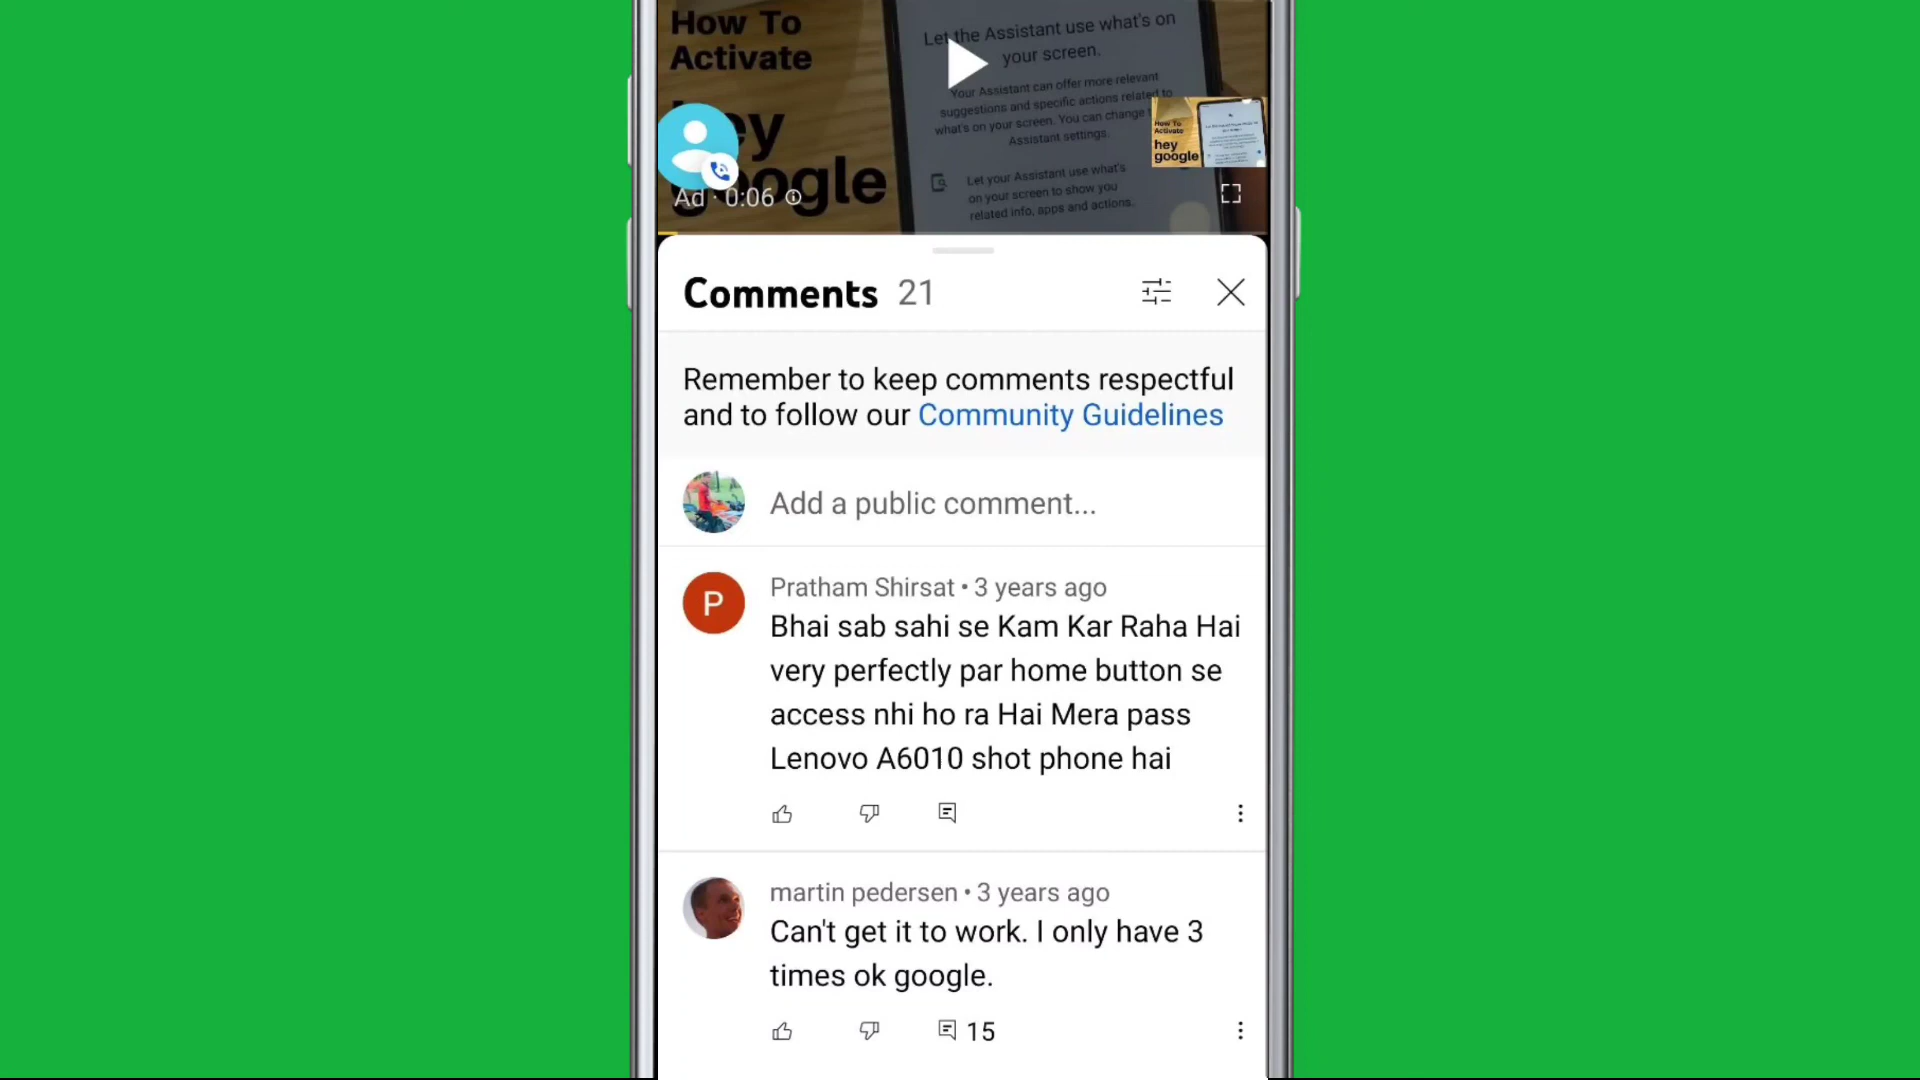 How To
Activate
hey
google
Let the Assistant use what's on
your screen.
Your Assistant can offer more relevant
suggestions and specific actions related to
what's on your screen. You can change
Assistant settings.
Let your Assistant use what's
on your screen to show you
related info, apps and actions.
How To
Activate
hey
google
Ad · 0:06
Comments 21
Remember to keep comments respectful
and to follow our Community Guidelines
Add a public comment...
P
Pratham Shirsat • 3 years ago
Bhai sab sahi se Kam Kar Raha Hai
very perfectly par home button se
access nhi ho ra Hai Mera pass
Lenovo A6010 shot phone hai
martin pedersen • 3 years ago
Can't get it to work. I only have 3
times ok google.
15